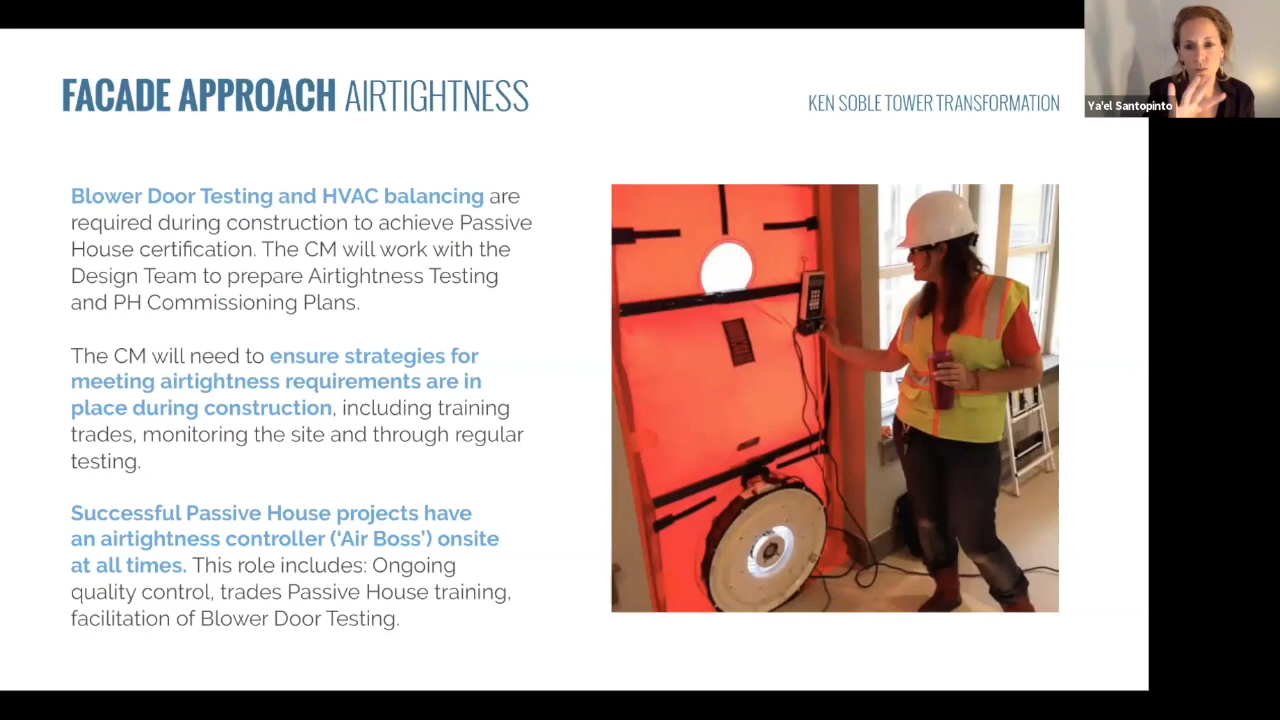 FACADE APPROACH AIRTIGHTNESS
KEN SOBLE TOWER TRANSFORMATION
Ya'el Santopinto
Blower Door Testing and HVAC balancing are
required during construction to achieve Passive
House certification. The CM will work with the
Design Team to prepare Airtightness Testing
and PH Commissioning Plans.
The CM will need to ensure strategies for
meeting airtightness requirements are in
place during construction, including training
trades, monitoring the site and through regular
testing.
Successful Passive House projects have
an airtightness controller (‘Air Boss’) onsite
at all times. This role includes: Ongoing
quality control, trades Passive House training,
facilitation of Blower Door Testing.